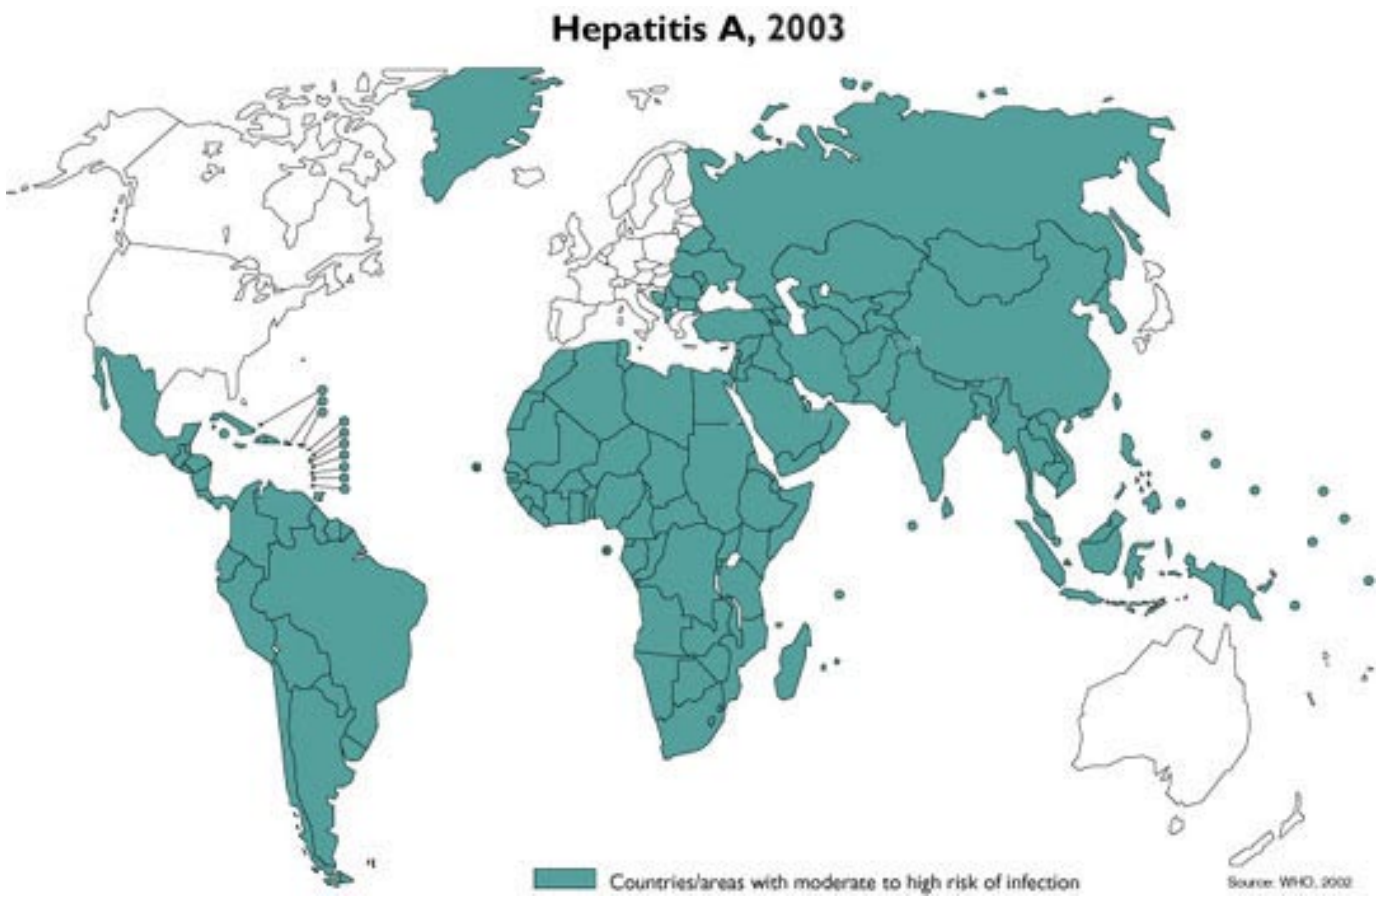 Hepatitis A, 2003
Countries/areas with moderate to high risk of infection
Source: WHO, 2002